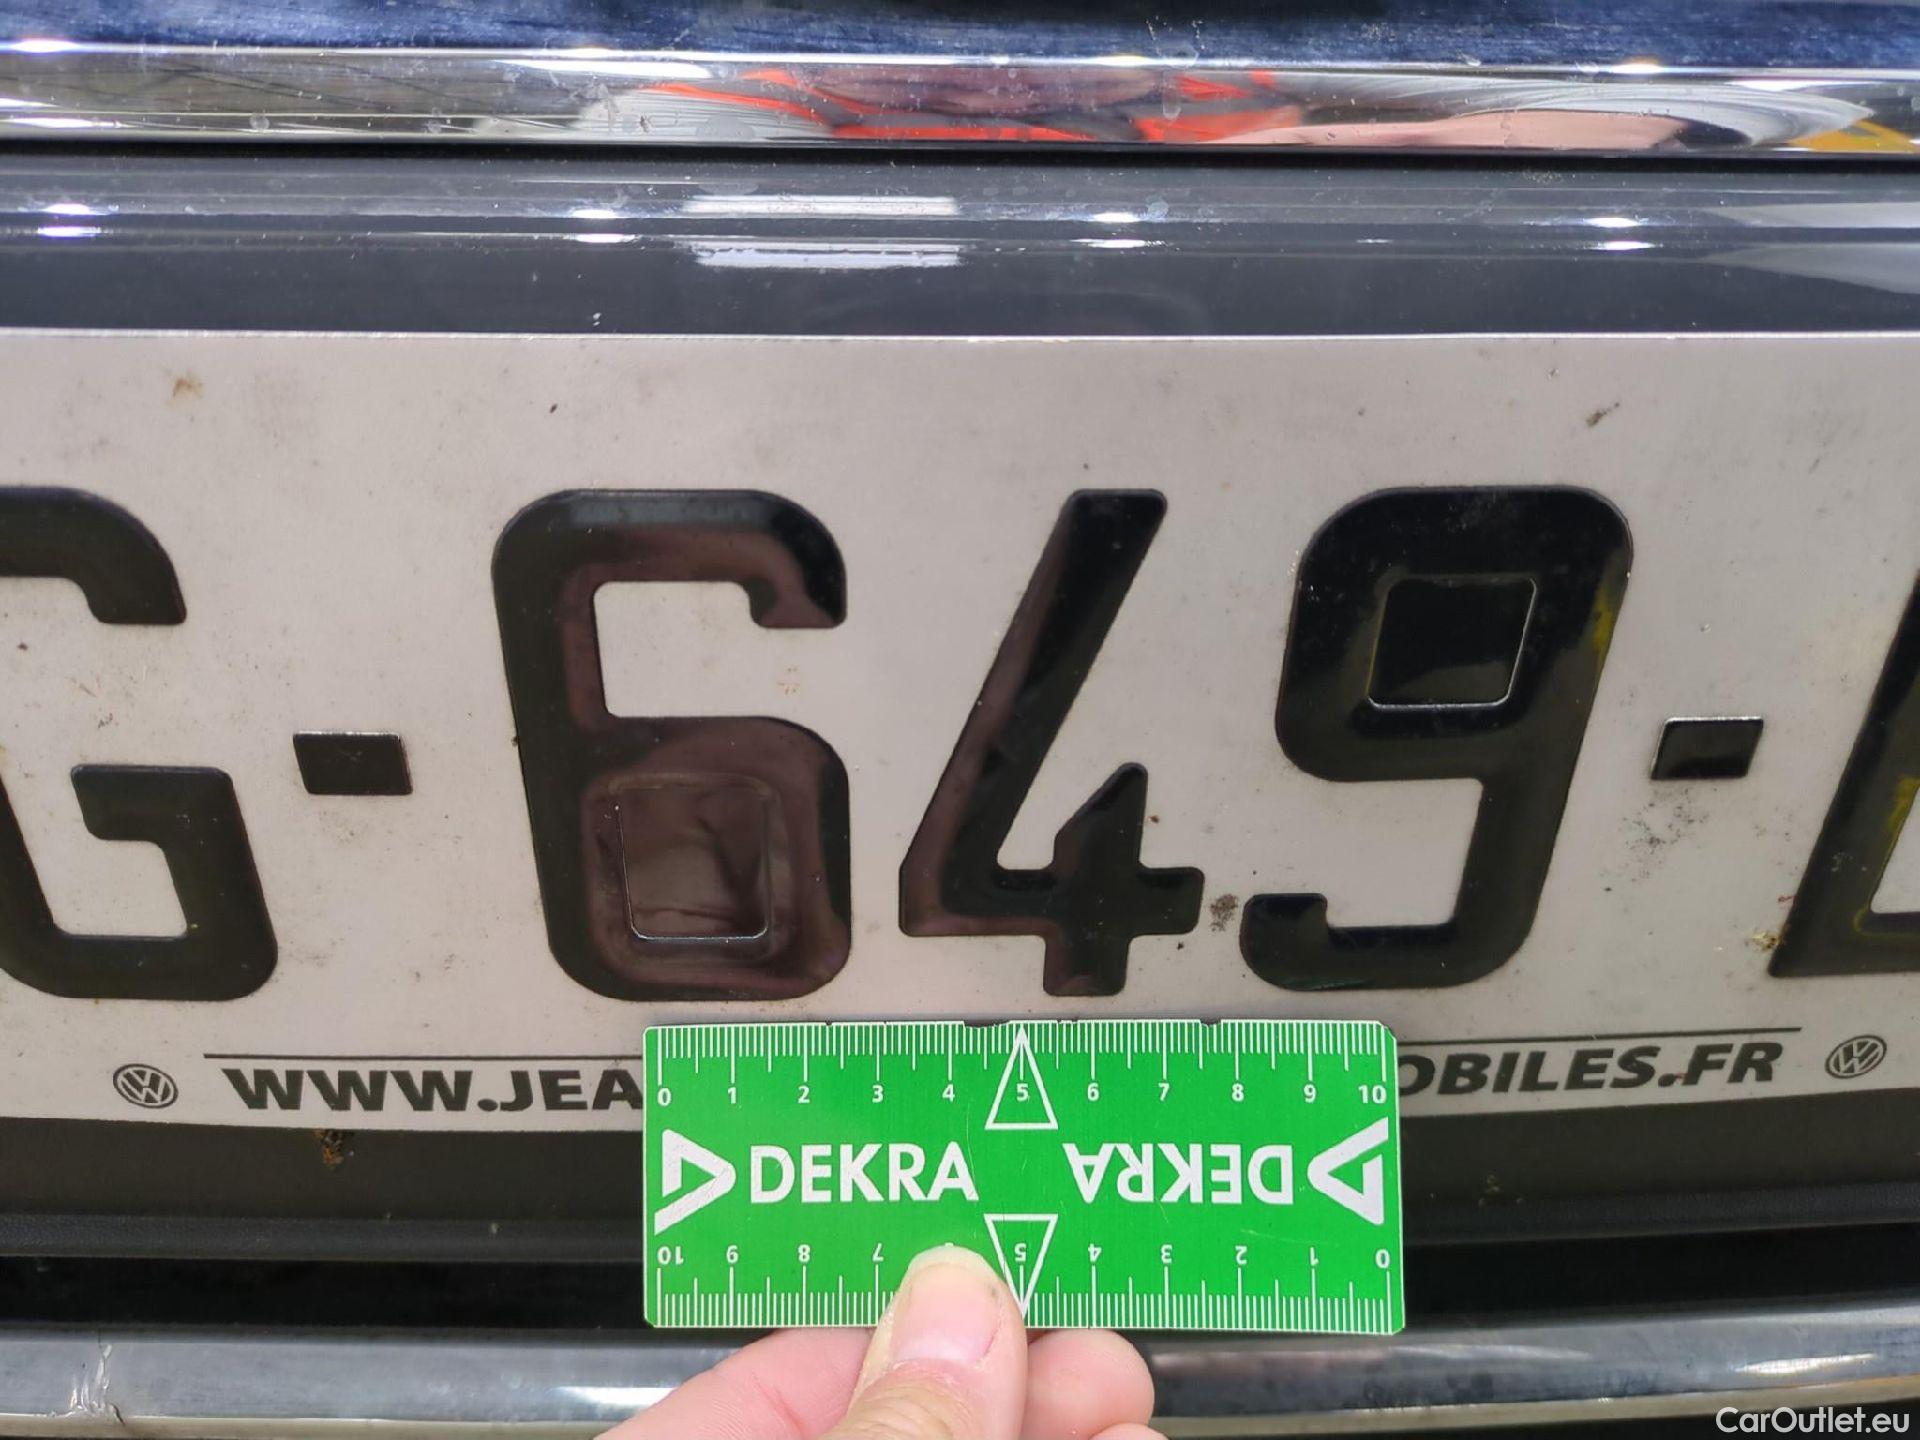 G-649-
WWW.JEA OBILES.FR
0 1 2 3 4 5 6 7 8 9 10
DEKRA DEKRA
10 9 8 7 5 4 3 2 1 0
CarOutlet.eu